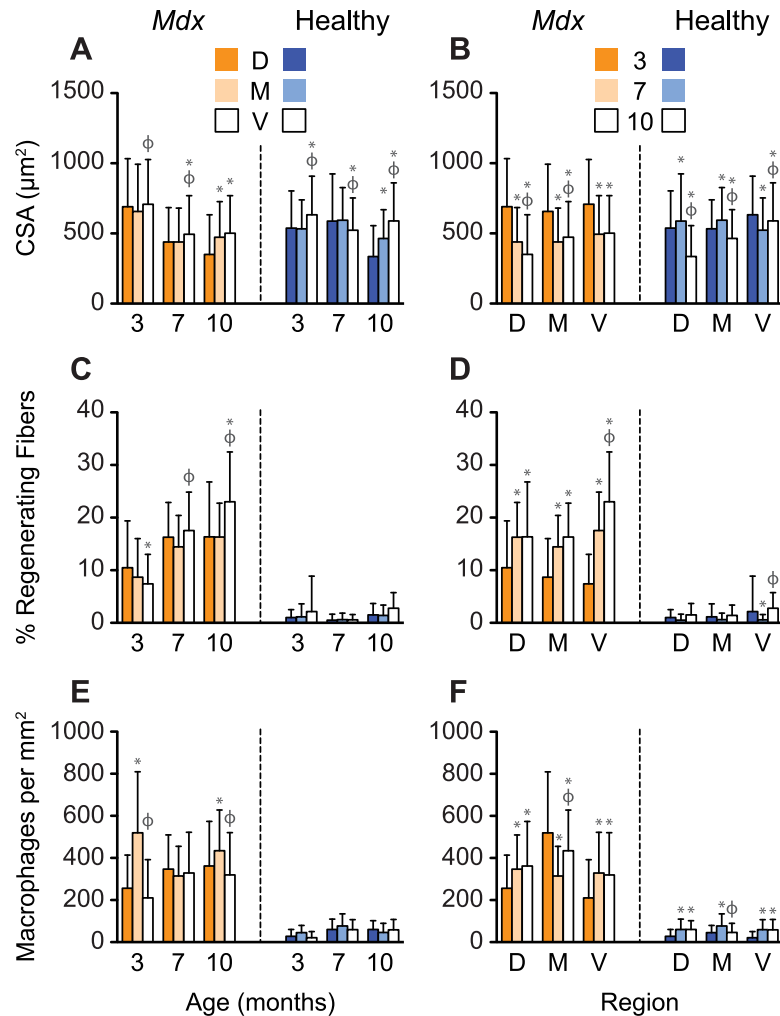 Mdx Healthy Mdx Healthy
A B
D 3
M 7
V 10
CSA (µm²)
1500 1500
1000 1000
500 500
0 0
ϕ * ϕ * * * ϕ * ϕ * * ϕ
* * ϕ * * ϕ * * * * ϕ * * ϕ * * ϕ
3 7 10 3 7 10 D M V D M V
C D
% Regenerating Fibers
40 40
30 30
20 20
10 10
0 0
* ϕ * ϕ
* * * * * * ϕ * ϕ
3 7 10 3 7 10 D M V D M V
E F
Macrophages per mm²
1000 1000
800 800
600 600
400 400
200 200
0 0
* ϕ * ϕ
* * * * ϕ * * * * * ϕ * *
3 7 10 3 7 10 D M V D M V
Age (months) Region